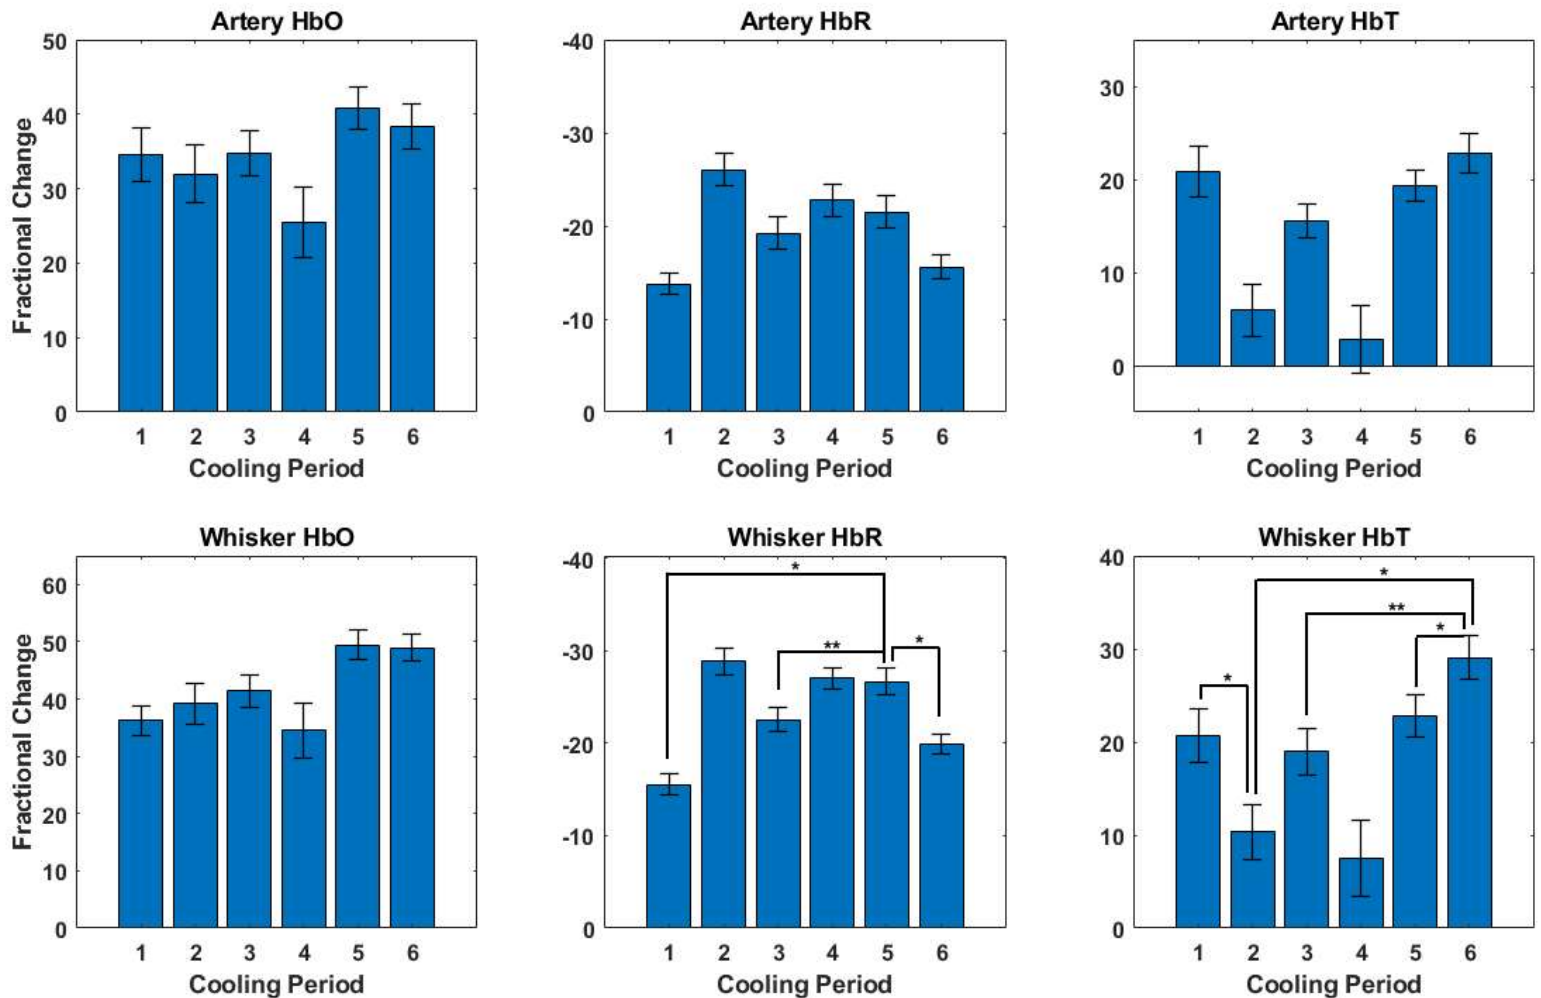 Artery HbO
50
40
30
20
10
0
Fractional Change
1 2 3 4 5 6
Cooling Period
Artery HbR
-40
-30
-20
-10
0
1 2 3 4 5 6
Cooling Period
Artery HbT
30
20
10
0
1 2 3 4 5 6
Cooling Period
Whisker HbO
60
50
40
30
20
10
0
Fractional Change
1 2 3 4 5 6
Cooling Period
Whisker HbR
-40
-30
-20
-10
0
*
**
*
1 2 3 4 5 6
Cooling Period
Whisker HbT
40
30
20
10
0
*
**
*
*
1 2 3 4 5 6
Cooling Period